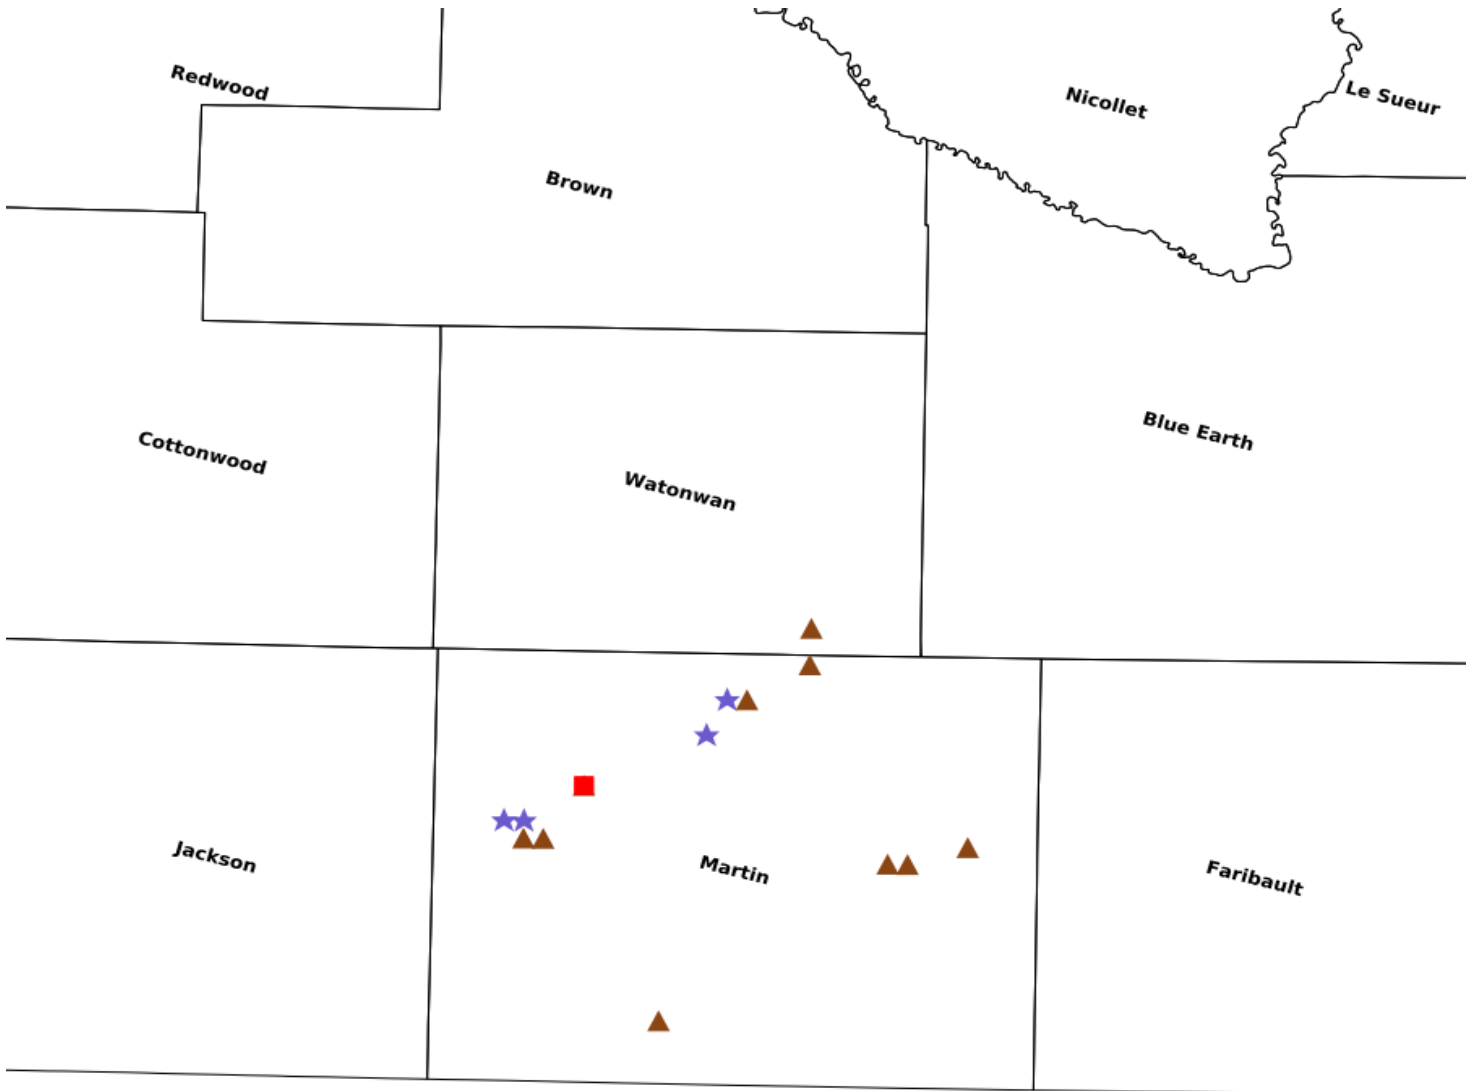 Redwood
Nicollet
Le Sueur
Brown
Cottonwood
Watonwan
Blue Earth
Jackson
Martin
Faribault